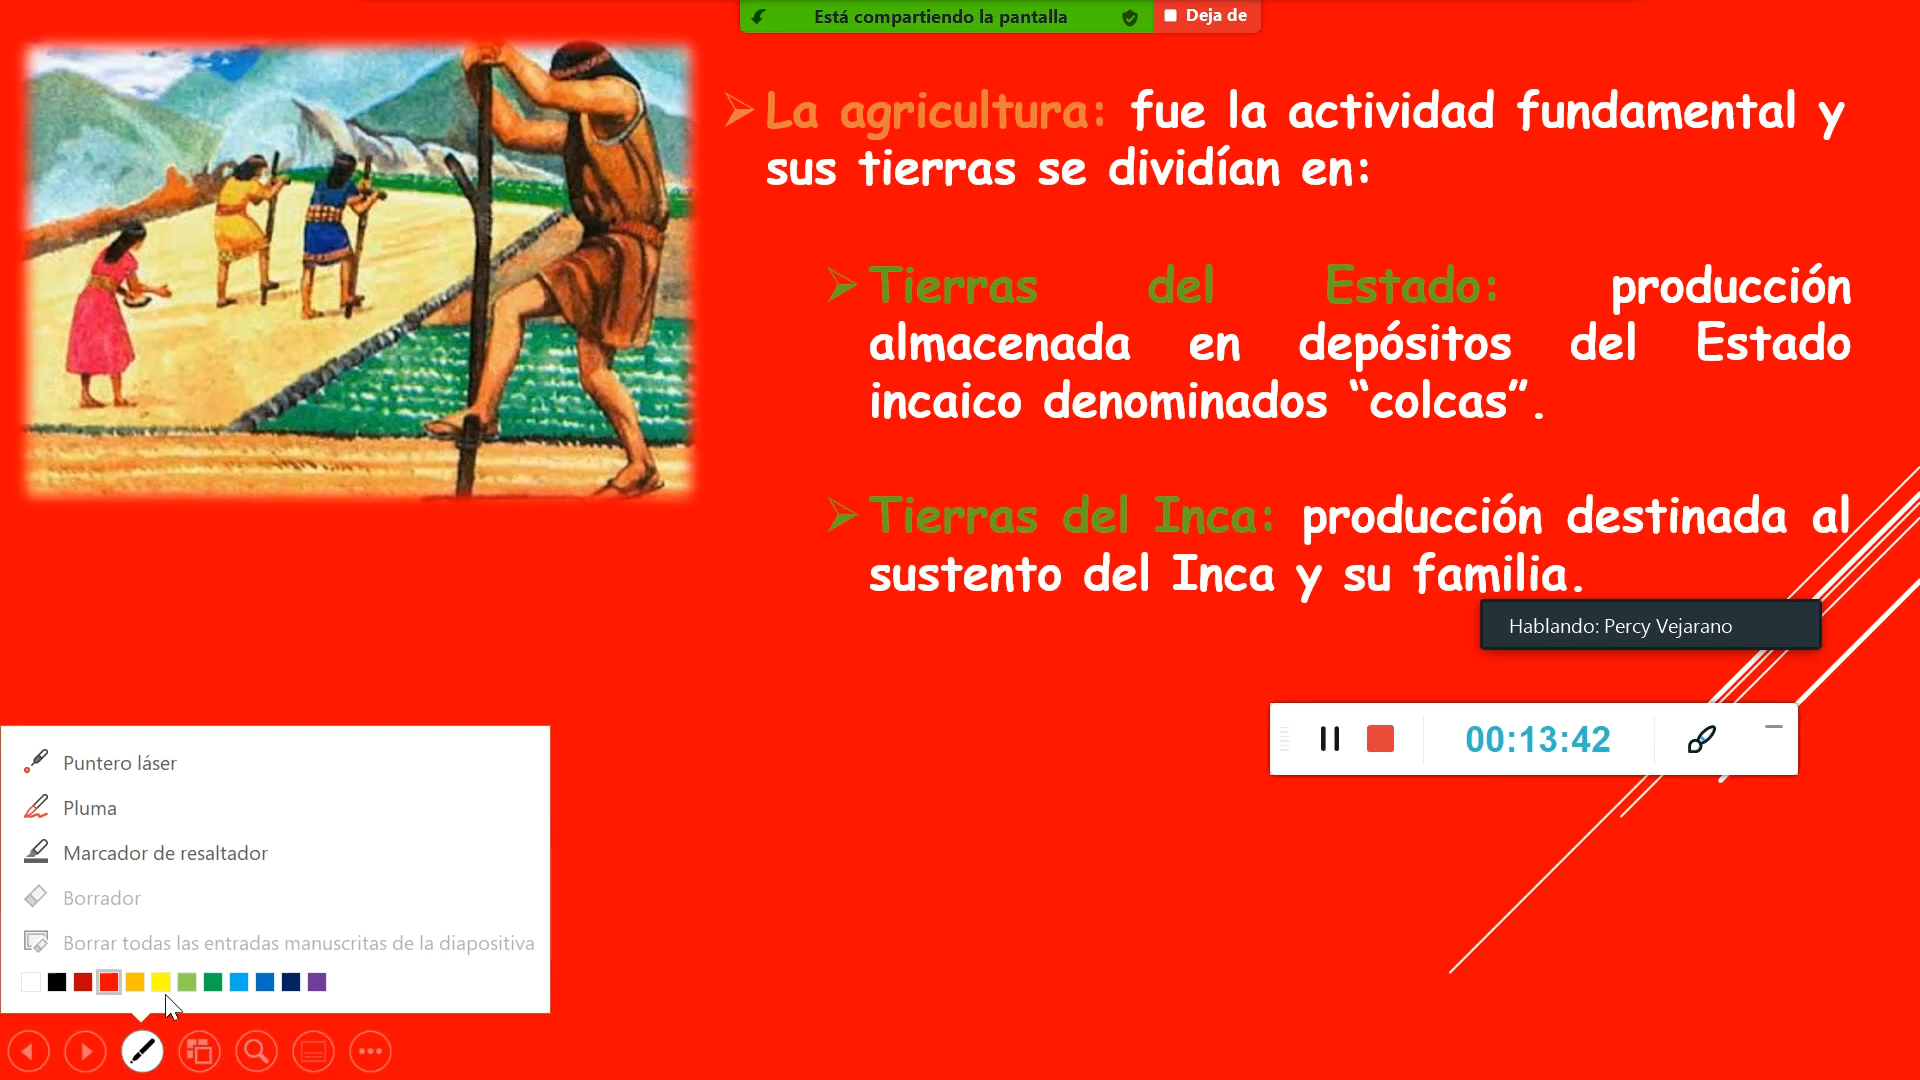 Está compartiendo la pantalla
Deja de
La agricultura: fue la actividad fundamental y
sus tierras se dividían en:
Tierras del Estado: producción
almacenada en depósitos del Estado
incaico denominados “colcas”.
Tierras del Inca: producción destinada al
sustento del Inca y su familia.
Hablando: Percy Vejarano
00:13:42
Puntero láser
Pluma
Marcador de resaltador
Borrador
Borrar todas las entradas manuscritas de la diapositiva